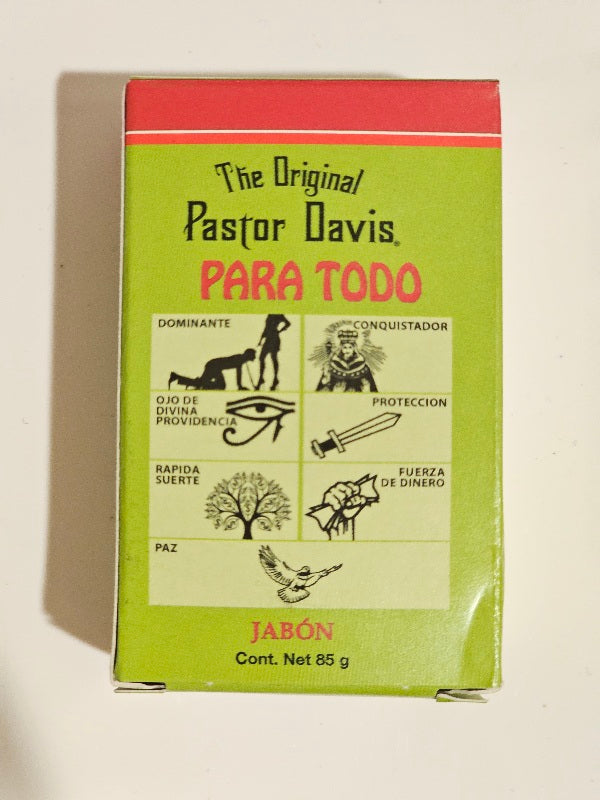 The Original
Pastor Davis®
PARA TODO
DOMINANTE
CONQUISTADOR
OJO DE
DIVINA
PROVIDENCIA
PROTECCION
RAPIDA
SUERTE
FUERZA
DE DINERO
PAZ
JABÓN
Cont. Net 85 g